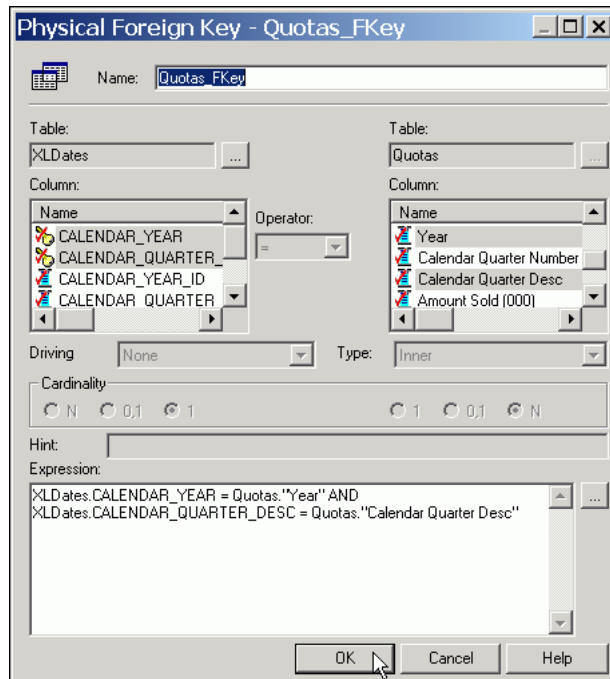 Physical Foreign Key - Quotas_FKey
Name: Quotas_FKey
Table: Table:
XLDates ... Quotas ...
Column: Column:
Name Operator: Name
CALENDAR_YEAR = Year
CALENDAR_QUARTER_ Calendar Quarter Number
CALENDAR_YEAR_ID Calendar Quarter Desc
CALENDAR_QUARTER Amount Sold (000)
Driving None Type: Inner
Cardinality
N 0,1 1 1 0,1 N
Hint:
Expression:
XLDates.CALENDAR_YEAR = Quotas."Year" AND
XLDates.CALENDAR_QUARTER_DESC = Quotas."Calendar Quarter Desc"
...
OK Cancel Help